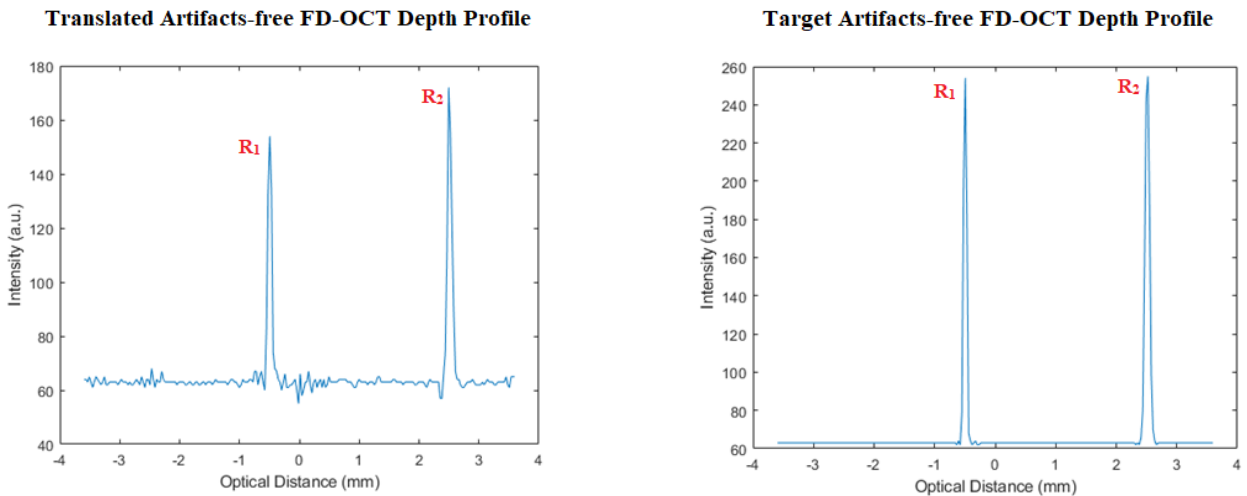 Translated Artifacts-free FD-OCT Depth Profile
180
160
140
120
100
80
60
40
Intensity (a.u.)
R₁
R₂
-4 -3 -2 -1 0 1 2 3 4
Optical Distance (mm)
Target Artifacts-free FD-OCT Depth Profile
260
240
220
200
180
160
140
120
100
80
60
Intensity (a.u.)
R₁
R₂
-4 -3 -2 -1 0 1 2 3 4
Optical Distance (mm)